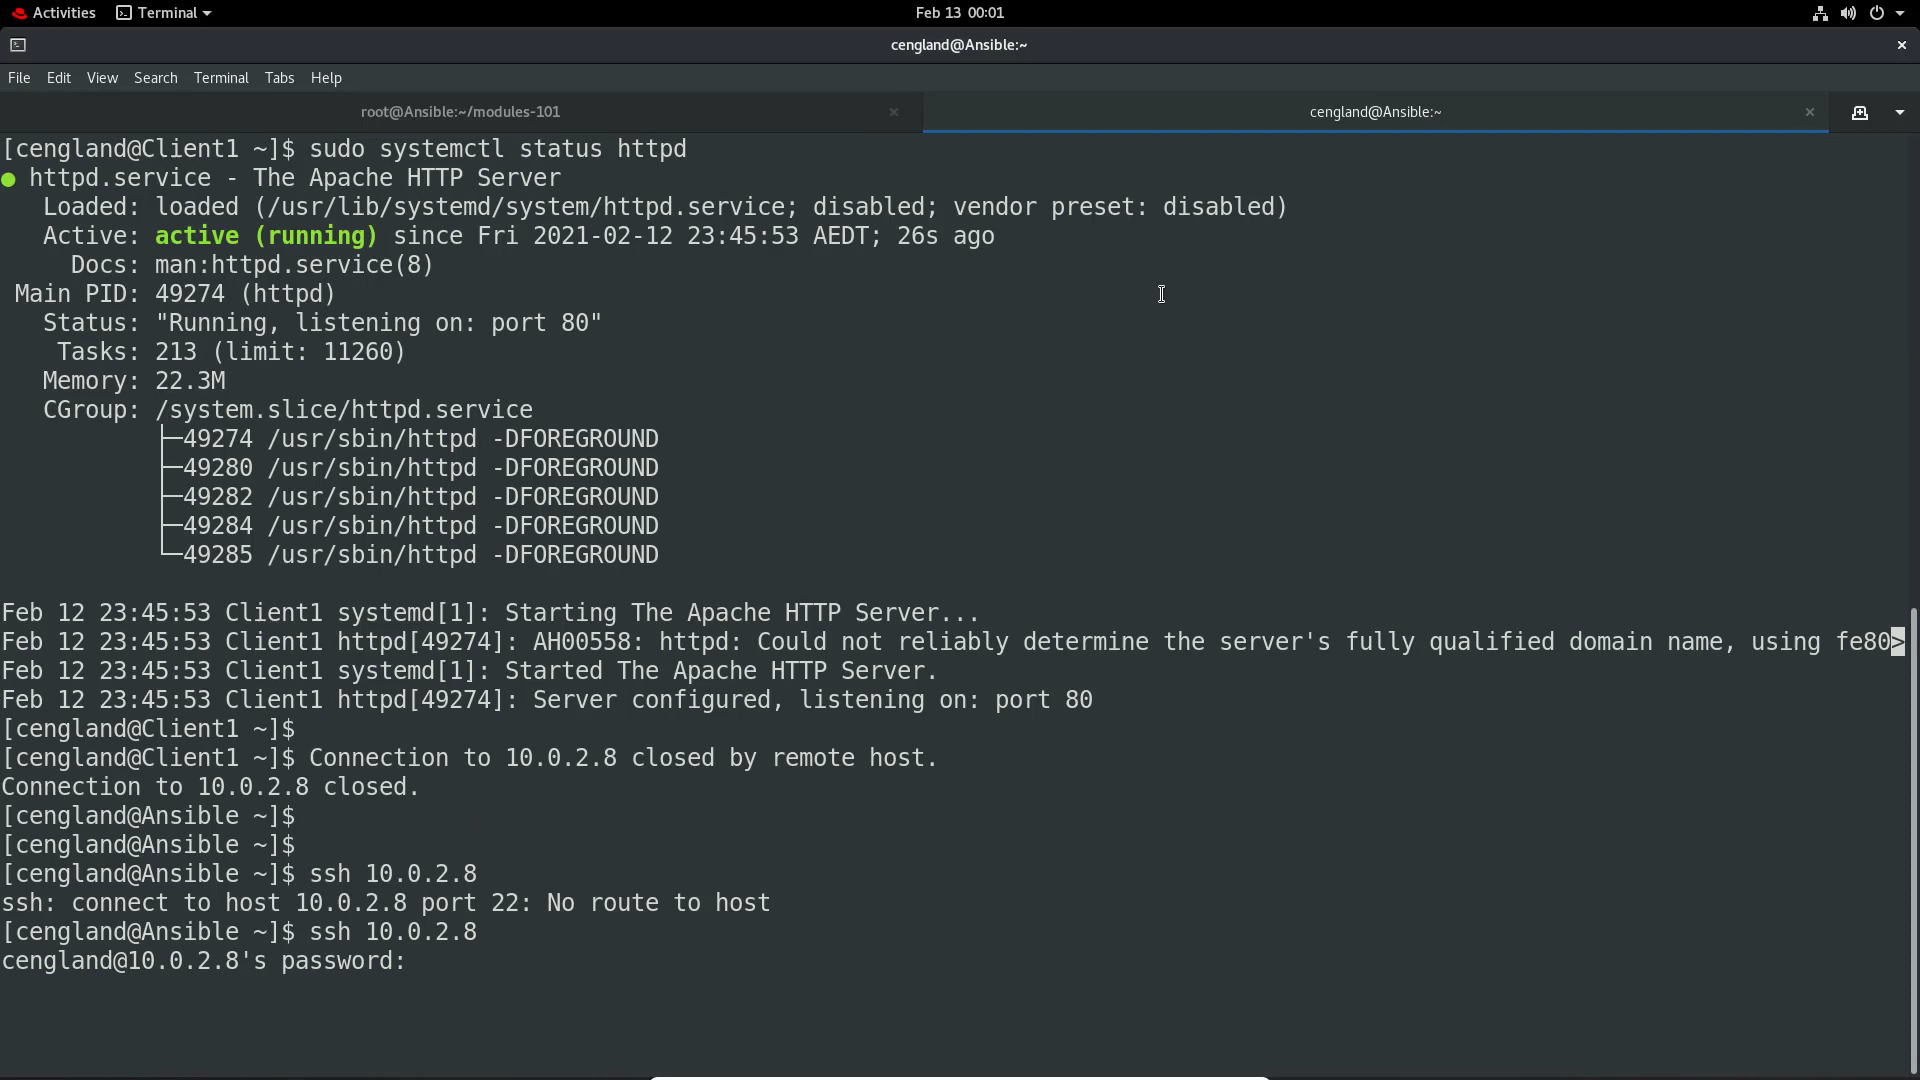 Activities Terminal Feb 13 00:01
cengland@Ansible:~
File Edit View Search Terminal Tabs Help
root@Ansible:~/modules-101 cengland@Ansible:~
[cengland@Client1 ~]$ sudo systemctl status httpd
● httpd.service - The Apache HTTP Server
   Loaded: loaded (/usr/lib/systemd/system/httpd.service; disabled; vendor preset: disabled)
   Active: active (running) since Fri 2021-02-12 23:45:53 AEDT; 26s ago
     Docs: man:httpd.service(8)
 Main PID: 49274 (httpd)
   Status: "Running, listening on: port 80"
    Tasks: 213 (limit: 11260)
   Memory: 22.3M
   CGroup: /system.slice/httpd.service
           ├─49274 /usr/sbin/httpd -DFOREGROUND
           ├─49280 /usr/sbin/httpd -DFOREGROUND
           ├─49282 /usr/sbin/httpd -DFOREGROUND
           ├─49284 /usr/sbin/httpd -DFOREGROUND
           └─49285 /usr/sbin/httpd -DFOREGROUND
Feb 12 23:45:53 Client1 systemd[1]: Starting The Apache HTTP Server...
Feb 12 23:45:53 Client1 httpd[49274]: AH00558: httpd: Could not reliably determine the server's fully qualified domain name, using fe80>
Feb 12 23:45:53 Client1 systemd[1]: Started The Apache HTTP Server.
Feb 12 23:45:53 Client1 httpd[49274]: Server configured, listening on: port 80
[cengland@Client1 ~]$
[cengland@Client1 ~]$ Connection to 10.0.2.8 closed by remote host.
Connection to 10.0.2.8 closed.
[cengland@Ansible ~]$
[cengland@Ansible ~]$
[cengland@Ansible ~]$ ssh 10.0.2.8
ssh: connect to host 10.0.2.8 port 22: No route to host
[cengland@Ansible ~]$ ssh 10.0.2.8
cengland@10.0.2.8's password: